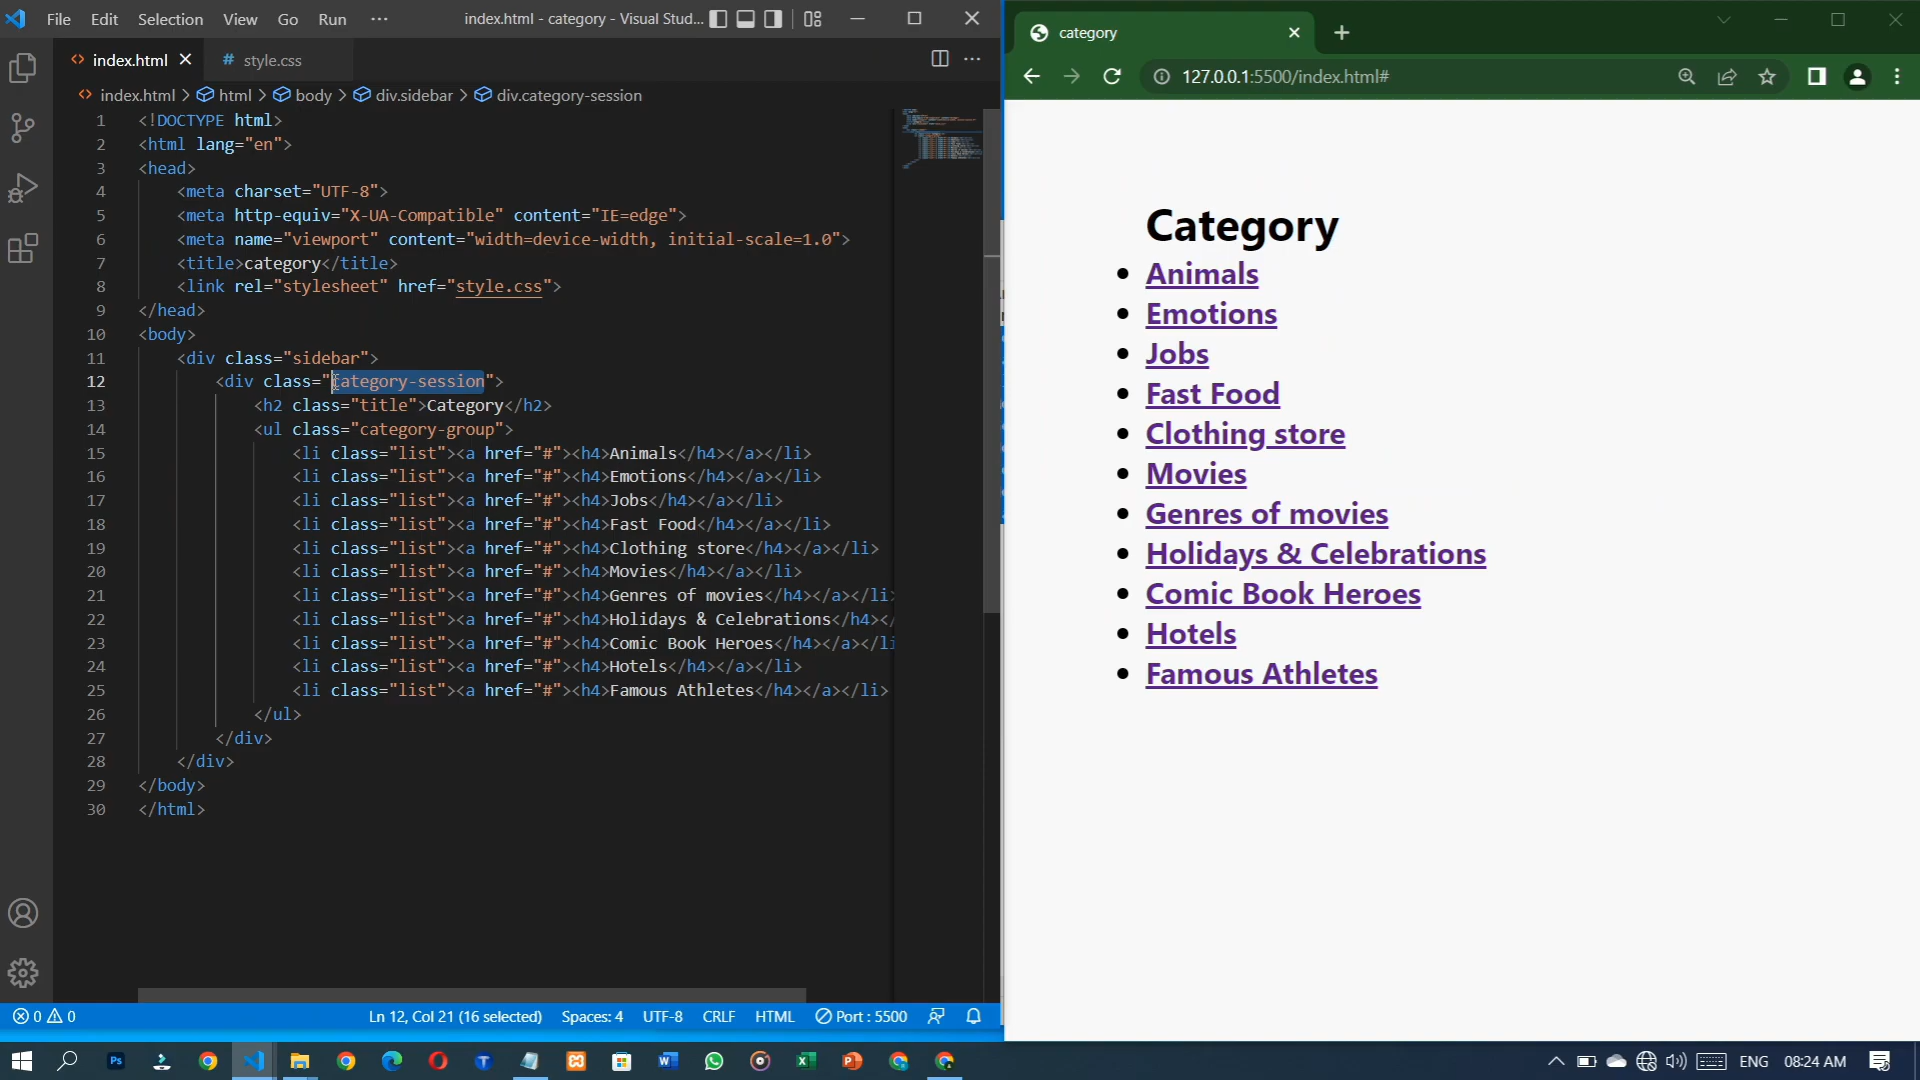 File Edit Selection View Go Run ··· index.html - category - Visual Stud...
index.html
# style.css
index.html > html > body > div.sidebar > div.category-session
1 <!DOCTYPE html>
2 <html lang="en">
3 <head>
4 <meta charset="UTF-8">
5 <meta http-equiv="X-UA-Compatible" content="IE=edge">
6 <meta name="viewport" content="width=device-width, initial-scale=1.0">
7 <title>category</title>
8 <link rel="stylesheet" href="style.css">
9 </head>
10 <body>
11 <div class="sidebar">
12 <div class="category-session">
13 <h2 class="title">Category</h2>
14 <ul class="category-group">
15 <li class="list"><a href="#"><h4>Animals</h4></a></li>
16 <li class="list"><a href="#"><h4>Emotions</h4></a></li>
17 <li class="list"><a href="#"><h4>Jobs</h4></a></li>
18 <li class="list"><a href="#"><h4>Fast Food</h4></a></li>
19 <li class="list"><a href="#"><h4>Clothing store</h4></a></li>
20 <li class="list"><a href="#"><h4>Movies</h4></a></li>
21 <li class="list"><a href="#"><h4>Genres of movies</h4></a></li>
22 <li class="list"><a href="#"><h4>Holidays & Celebrations</h4></
23 <li class="list"><a href="#"><h4>Comic Book Heroes</h4></a></li
24 <li class="list"><a href="#"><h4>Hotels</h4></a></li>
25 <li class="list"><a href="#"><h4>Famous Athletes</h4></a></li>
26 </ul>
27 </div>
28 </div>
29 </body>
30 </html>
0 0 Ln 12, Col 21 (16 selected) Spaces: 4 UTF-8 CRLF HTML Port : 5500
category
127.0.0.1:5500/index.html#
Category
Animals
Emotions
Jobs
Fast Food
Clothing store
Movies
Genres of movies
Holidays & Celebrations
Comic Book Heroes
Hotels
Famous Athletes
Ps
ENG 08:24 AM